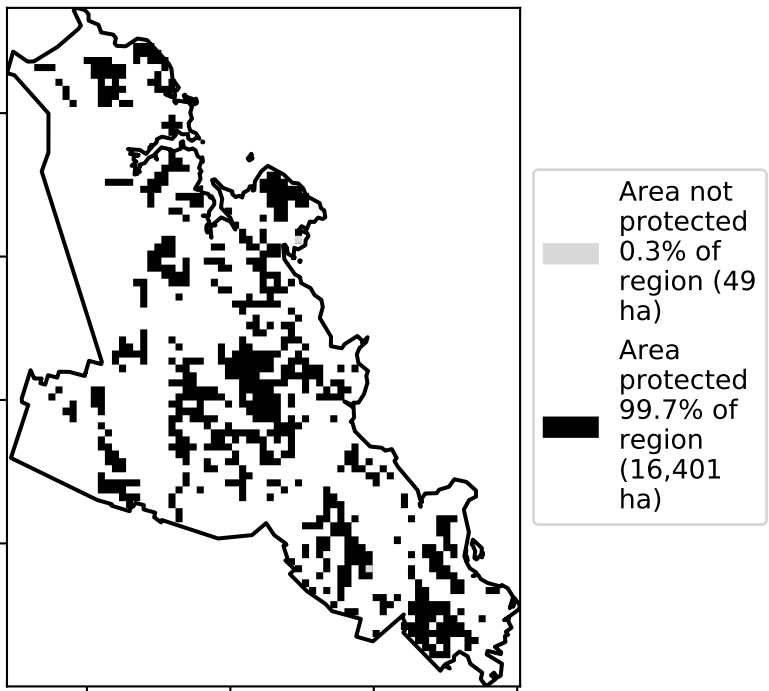 Area not
protected
0.3% of
region (49
ha)
Area
protected
99.7% of
region
(16,401
ha)